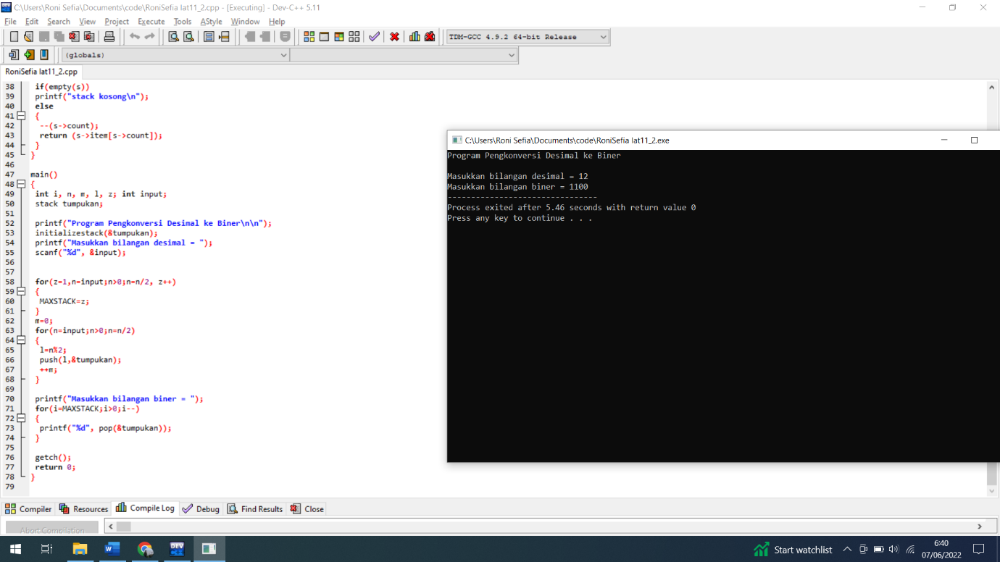 C:\Users\Roni Sefia\Documents\code\RoniSefia lat11_2.cpp - [Executing] - Dev-C++ 5.11
File Edit Search View Project Execute Tools AStyle Window Help
TDM-GCC 4.9.2 64-bit Release
(globals)
RoniSefia lat11_2.cpp
38 if(empty(s))
39 printf("stack kosong\n");
40 else
41 {
42 --(s->count);
43 return (s->item[s->count]);
44 }
45 }
46
47 main()
48 {
49 int i, n, m, l, z; int input;
50 stack tumpukan;
51
52 printf("Program Pengkonversi Desimal ke Biner\n\n");
53 initializestack(&tumpukan);
54 printf("Masukkan bilangan desimal = ");
55 scanf("%d", &input);
56
57
58 for(z=1,n=input;n>0;n=n/2, z++)
59 {
60 MAXSTACK=z;
61 }
62 m=0;
63 for(n=input;n>0;n=n/2)
64 {
65 l=n%2;
66 push(l,&tumpukan);
67 ++m;
68 }
69
70 printf("Masukkan bilangan biner = ");
71 for(i=MAXSTACK;i>0;i--)
72 {
73 printf("%d", pop(&tumpukan));
74 }
75
76 getch();
77 return 0;
78 }
79
C:\Users\Roni Sefia\Documents\code\RoniSefia lat11_2.exe
Program Pengkonversi Desimal ke Biner
Masukkan bilangan desimal = 12
Masukkan bilangan biner = 1100
--------------------------------
Process exited after 5.46 seconds with return value 0
Press any key to continue . . .
Compiler Resources Compile Log Debug Find Results Close
Abort Compilation
W DEV Start watchlist 6:40
07/06/2022